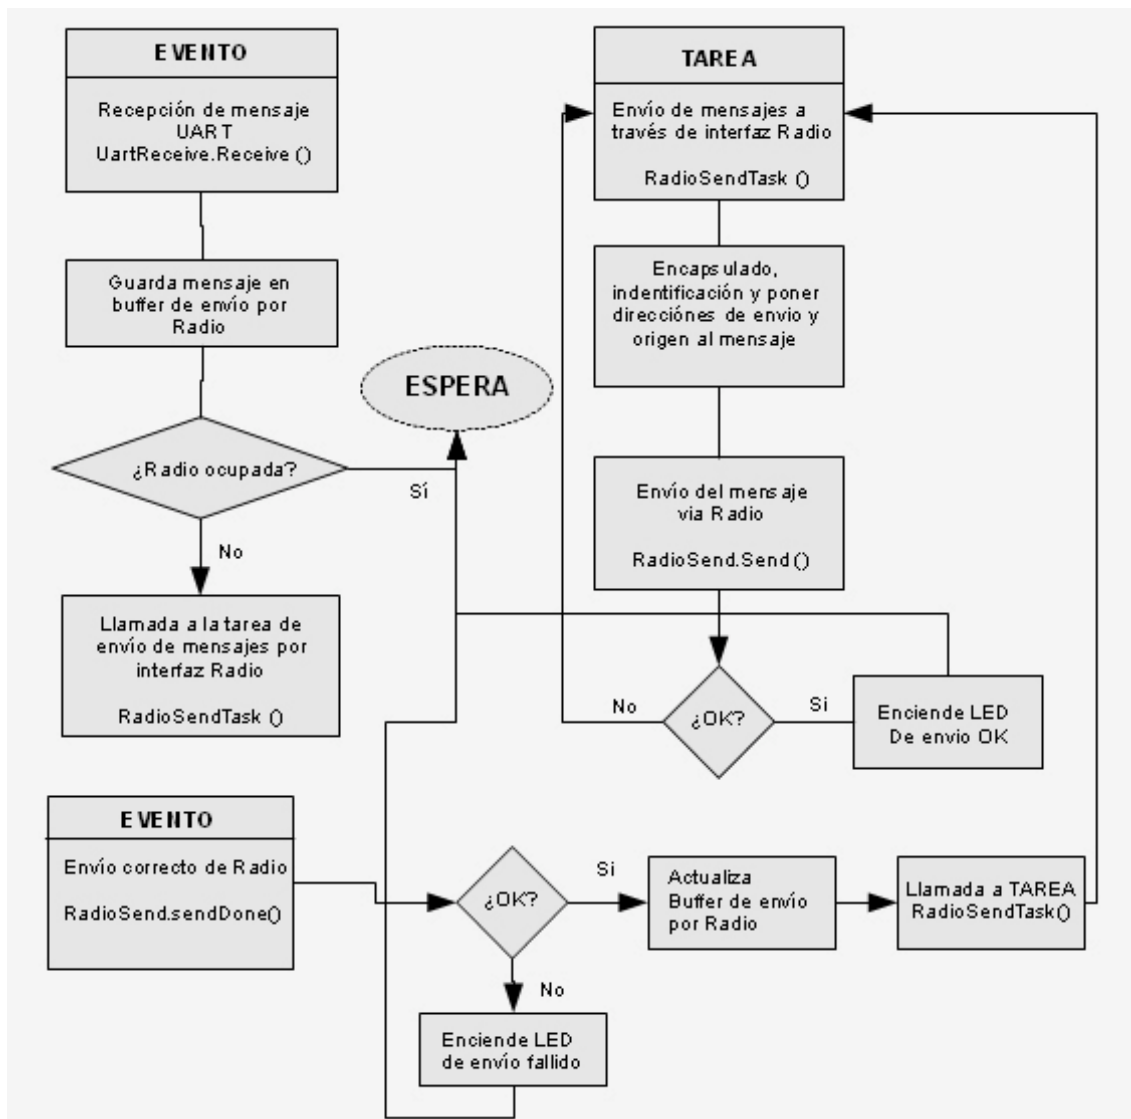 EVENTO
Recepción de mensaje
UART
UartReceive.Receive ()
Guarda mensaje en
buffer de envío por
Radio
¿Radio ocupada?
Sí
No
Llamada a la tarea de
envío de mensajes por
interfaz Radio
RadioSendTask ()
ESPERA
TAREA
Envío de mensajes a
través de interfaz Radio
RadioSendTask ()
Encapsulado,
indentificación y poner
direcciónes de envio y
origen al mensaje
Envío del mensaje
via Radio
RadioSend.Send ()
¿OK?
No
Si
Enciende LED
De envio OK
EVENTO
Envío correcto de Radio
RadioSend.sendDone()
¿OK?
Si
Actualiza
Buffer de envío
por Radio
Llamada a TAREA
RadioSendTask()
No
Enciende LED
de envío fallido